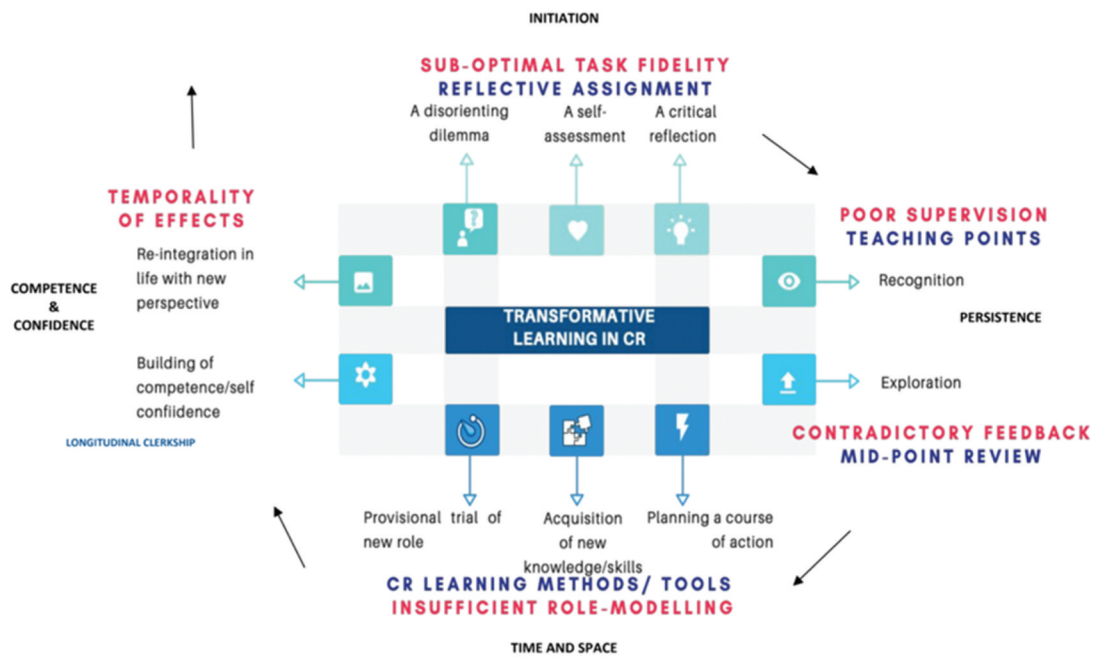 INITIATION
SUB-OPTIMAL TASK FIDELITY
REFLECTIVE ASSIGNMENT
A disorienting
dilemma
A self-
assessment
A critical
reflection
TEMPORALITY
OF EFFECTS
Re-integration in
life with new
perspective
COMPETENCE
&
CONFIDENCE
Building of
competence/self
confiidence
LONGITUDINAL CLERKSHIP
?
TRANSFORMATIVE
LEARNING IN CR
POOR SUPERVISION
TEACHING POINTS
Recognition
PERSISTENCE
Exploration
CONTRADICTORY FEEDBACK
MID-POINT REVIEW
Provisional trial of
new role
Acquisition
of new
knowledge/skills
Planning a course
of action
CR LEARNING METHODS/ TOOLS
INSUFFICIENT ROLE-MODELLING
TIME AND SPACE